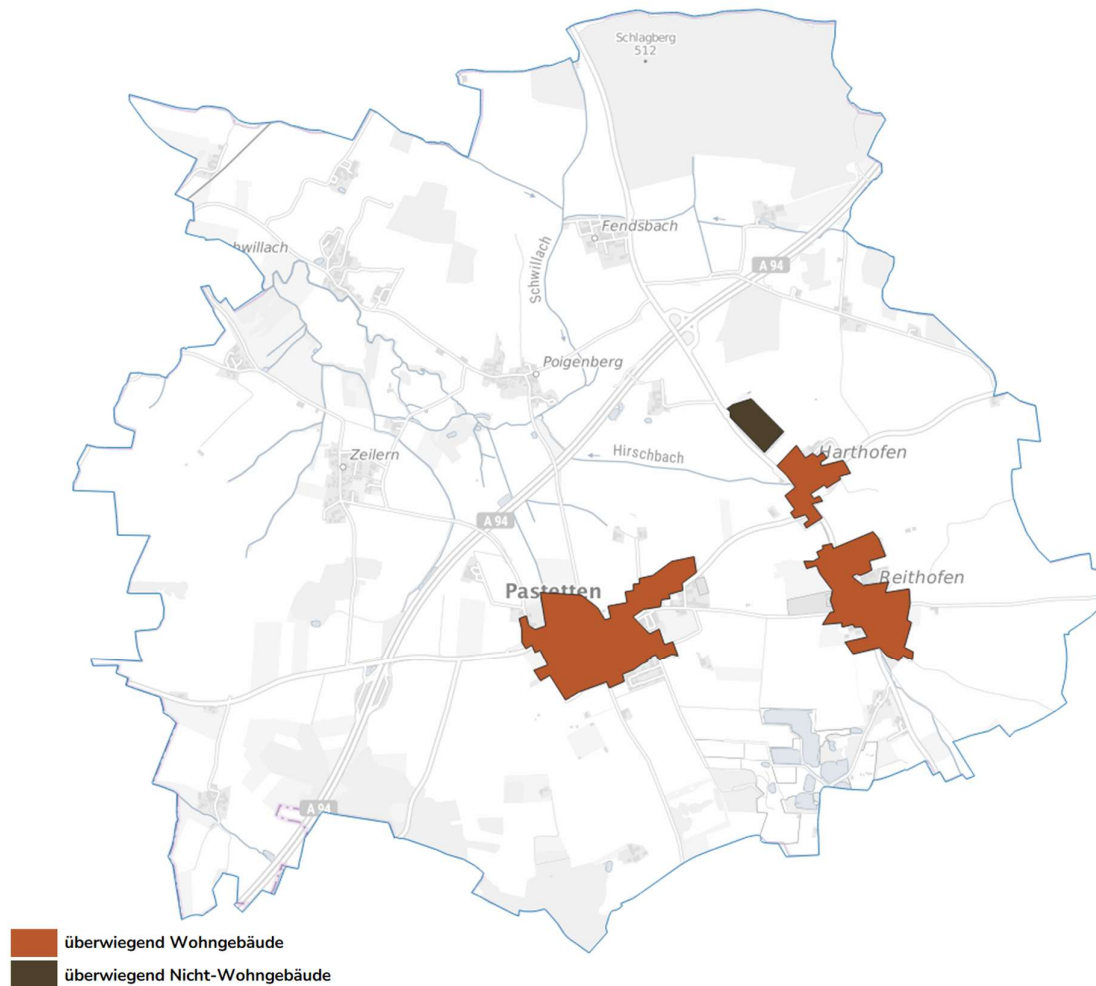 Schlagberg
512
Fendsbach
hwillach
Schwillach
A 94
Poigenberg
Hirschbach
Harthofen
Zeilern
A 94
Reithofen
Pastetten
A 94
überwiegend Wohngebäude
überwiegend Nicht-Wohngebäude